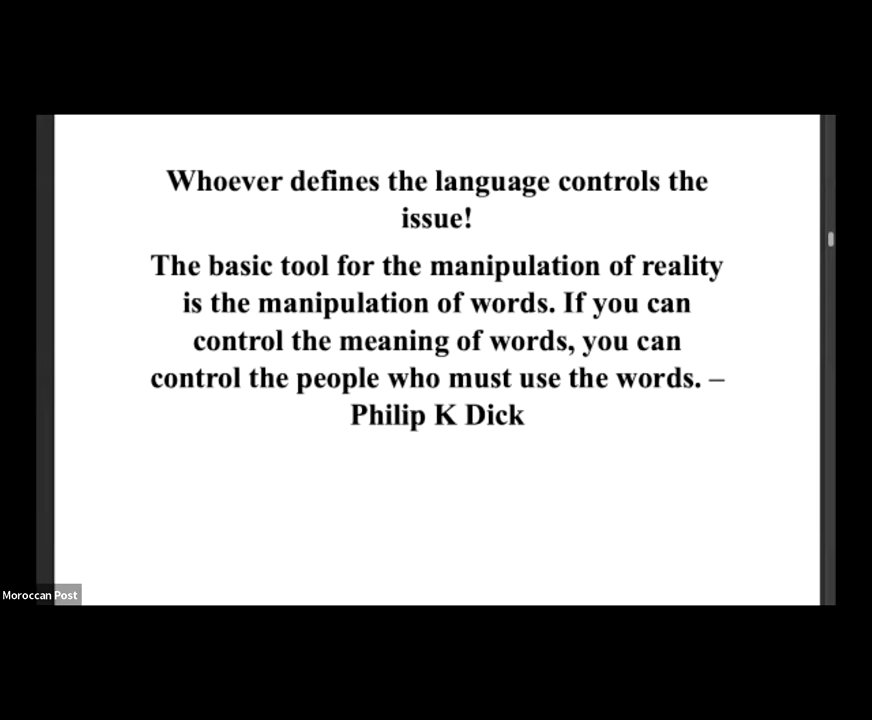 Whoever defines the language controls the
issue!
The basic tool for the manipulation of reality
is the manipulation of words. If you can
control the meaning of words, you can
control the people who must use the words. –
Philip K Dick
Moroccan Post